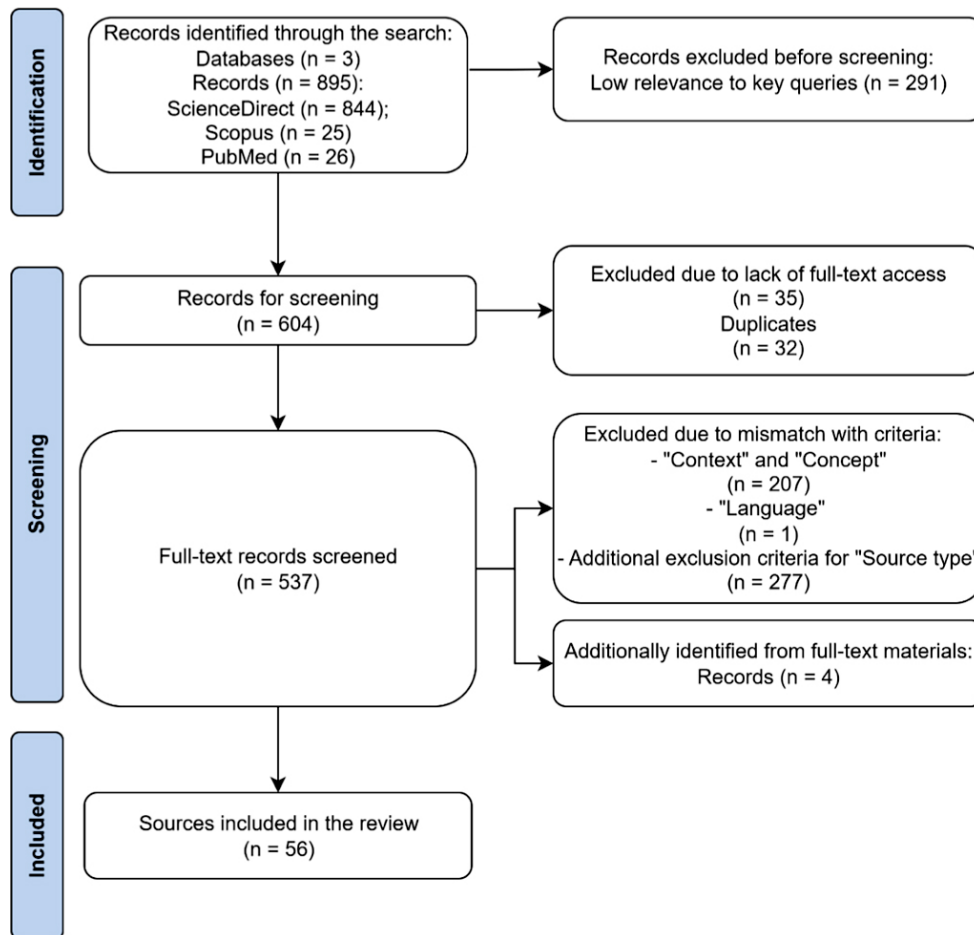 Identification
Records identified through the search:
Databases (n = 3)
Records (n = 895):
ScienceDirect (n = 844);
Scopus (n = 25)
PubMed (n = 26)
Records excluded before screening:
Low relevance to key queries (n = 291)
Screening
Records for screening
(n = 604)
Excluded due to lack of full-text access
(n = 35)
Duplicates
(n = 32)
Full-text records screened
(n = 537)
Excluded due to mismatch with criteria:
- "Context" and "Concept"
(n = 207)
- "Language"
(n = 1)
- Additional exclusion criteria for "Source type"
(n = 277)
Additionally identified from full-text materials:
Records (n = 4)
Included
Sources included in the review
(n = 56)